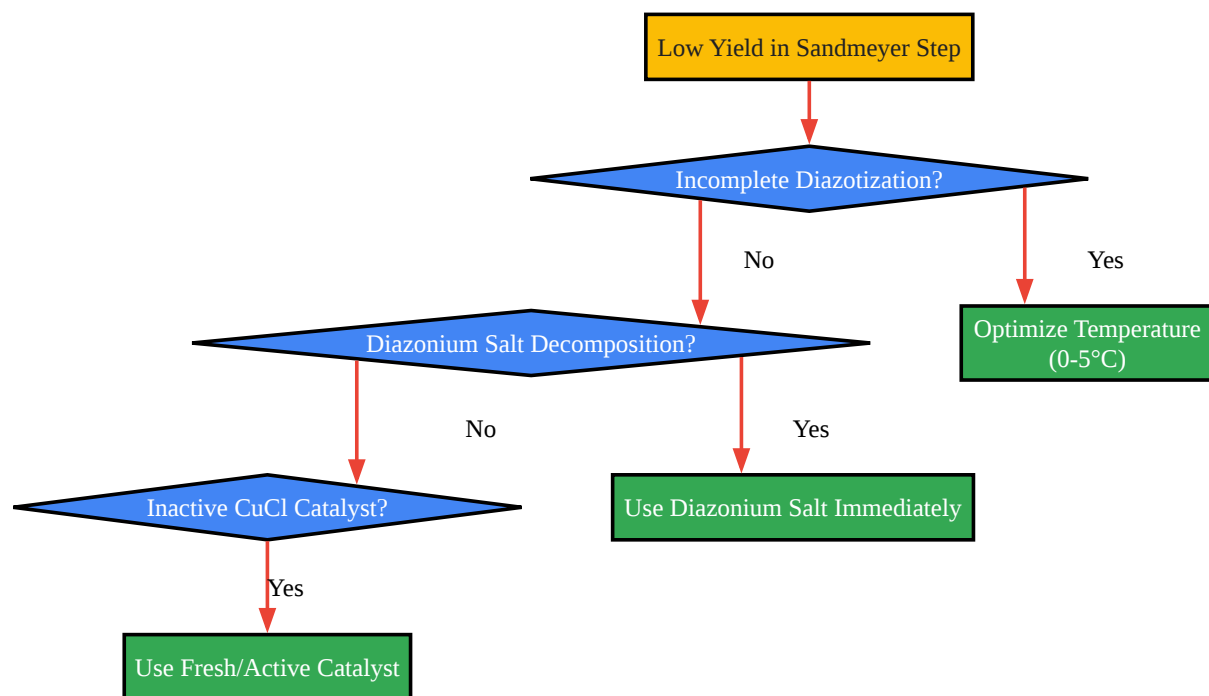 Low Yield in Sandmeyer Step
Incomplete Diazotization?
No
Yes
Optimize Temperature
(0-5°C)
Diazonium Salt Decomposition?
No
Yes
Inactive CuCl Catalyst?
Use Diazonium Salt Immediately
Yes
Use Fresh/Active Catalyst